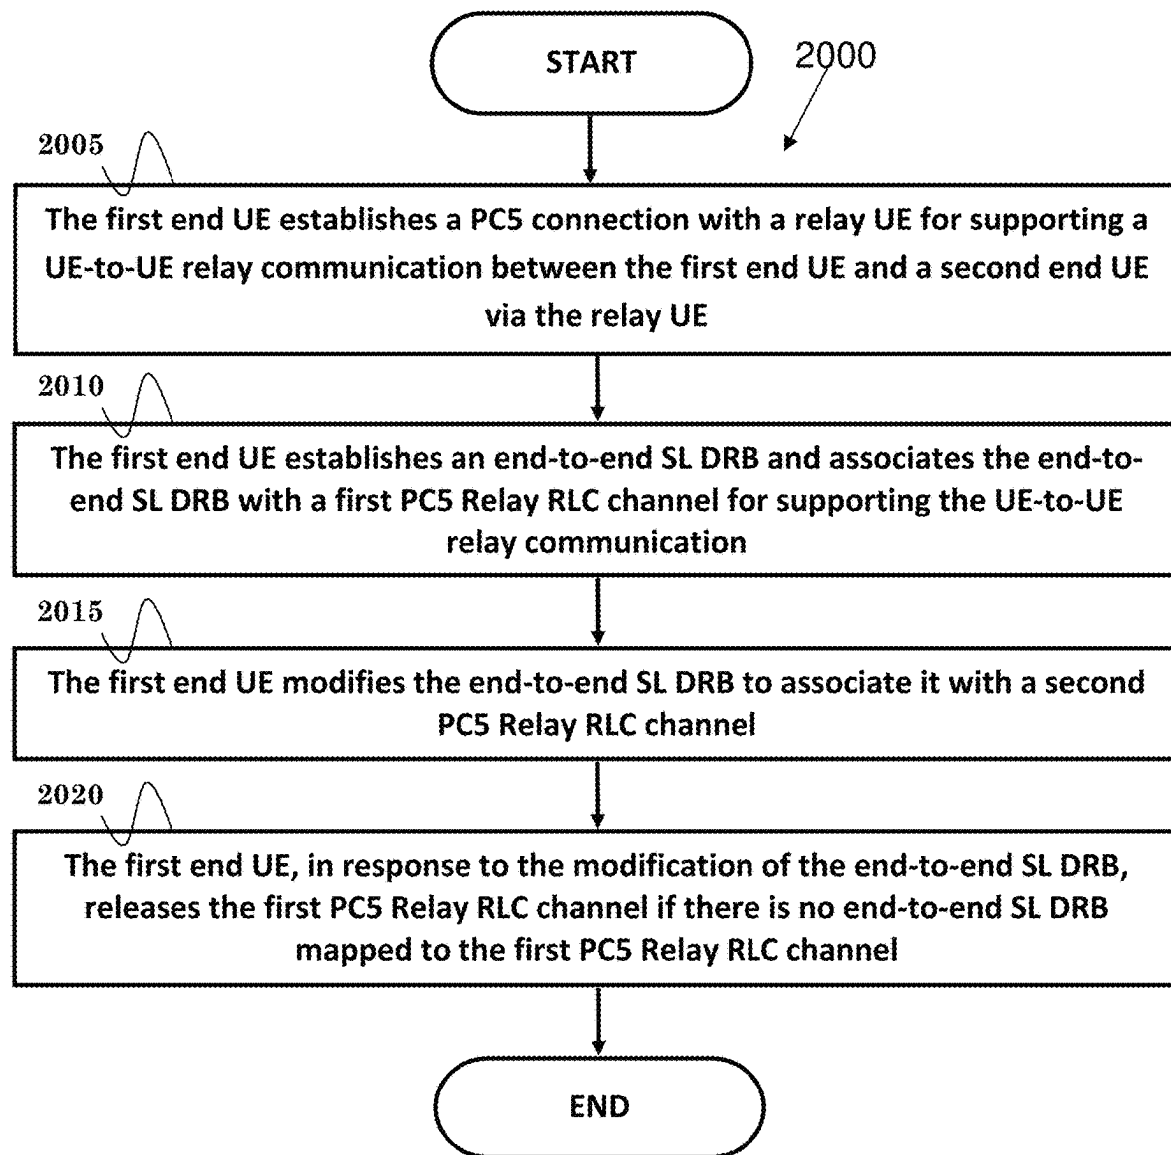 START
2000
2005
The first end UE establishes a PC5 connection with a relay UE for supporting a
UE-to-UE relay communication between the first end UE and a second end UE
via the relay UE
2010
The first end UE establishes an end-to-end SL DRB and associates the end-to-
end SL DRB with a first PC5 Relay RLC channel for supporting the UE-to-UE
relay communication
2015
The first end UE modifies the end-to-end SL DRB to associate it with a second
PC5 Relay RLC channel
2020
The first end UE, in response to the modification of the end-to-end SL DRB,
releases the first PC5 Relay RLC channel if there is no end-to-end SL DRB
mapped to the first PC5 Relay RLC channel
END